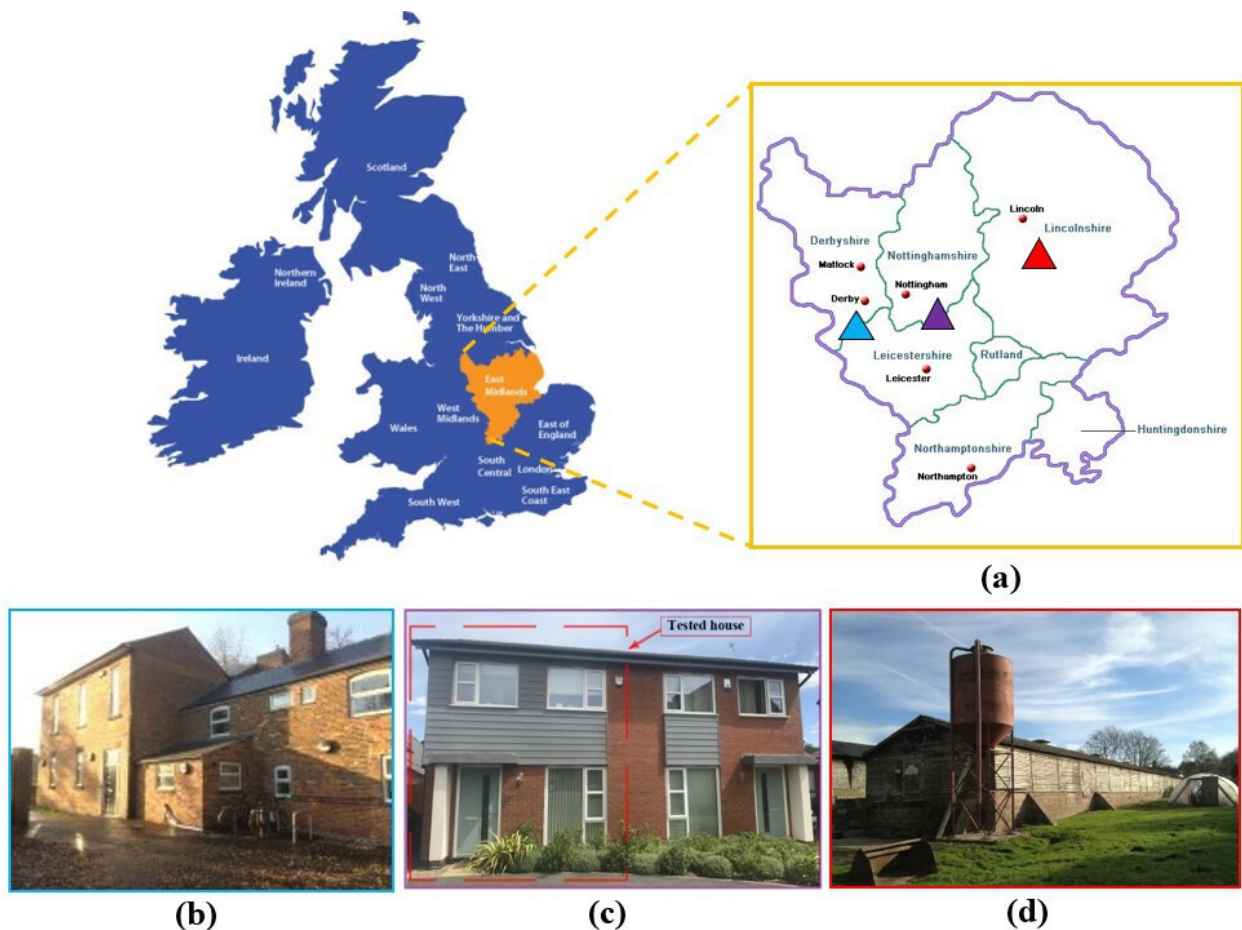 Scotland
North
East
Northern
Ireland
North
West
Yorkshire and
The Humber
Ireland
East
Midlands
West
Midlands
Wales
East of
England
South
Central
London
South West
South East
Coast
Lincoln
Lincolnshire
Derbyshire
Matlock
Nottinghamshire
Nottingham
Derby
Leicestershire
Rutland
Leicester
Huntingdonshire
Northamptonshire
Northampton
(a)
Tested house
(b)
(c)
(d)